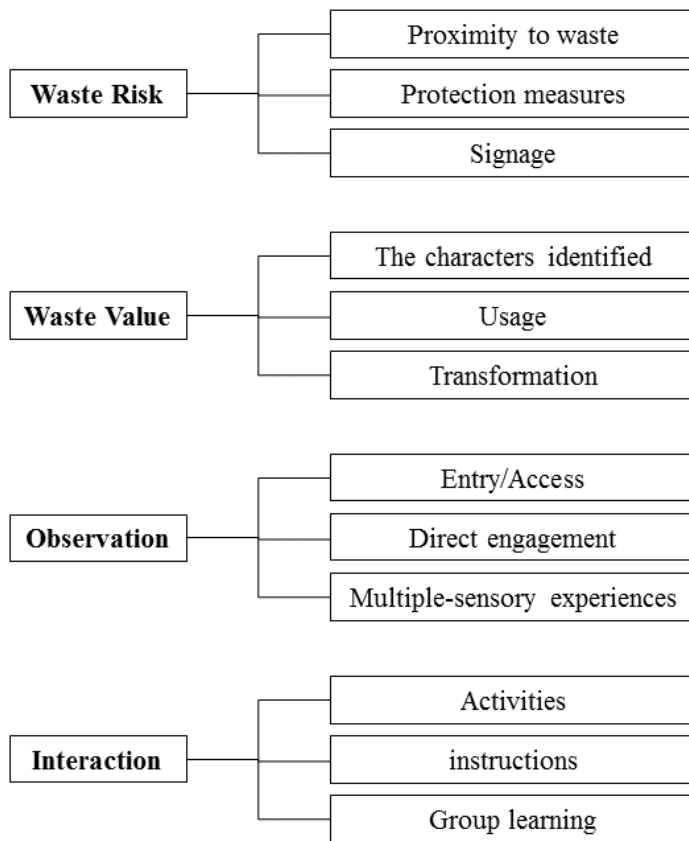 Waste Risk
Proximity to waste
Protection measures
Signage
Waste Value
The characters identified
Usage
Transformation
Observation
Entry/Access
Direct engagement
Multiple-sensory experiences
Interaction
Activities
instructions
Group learning